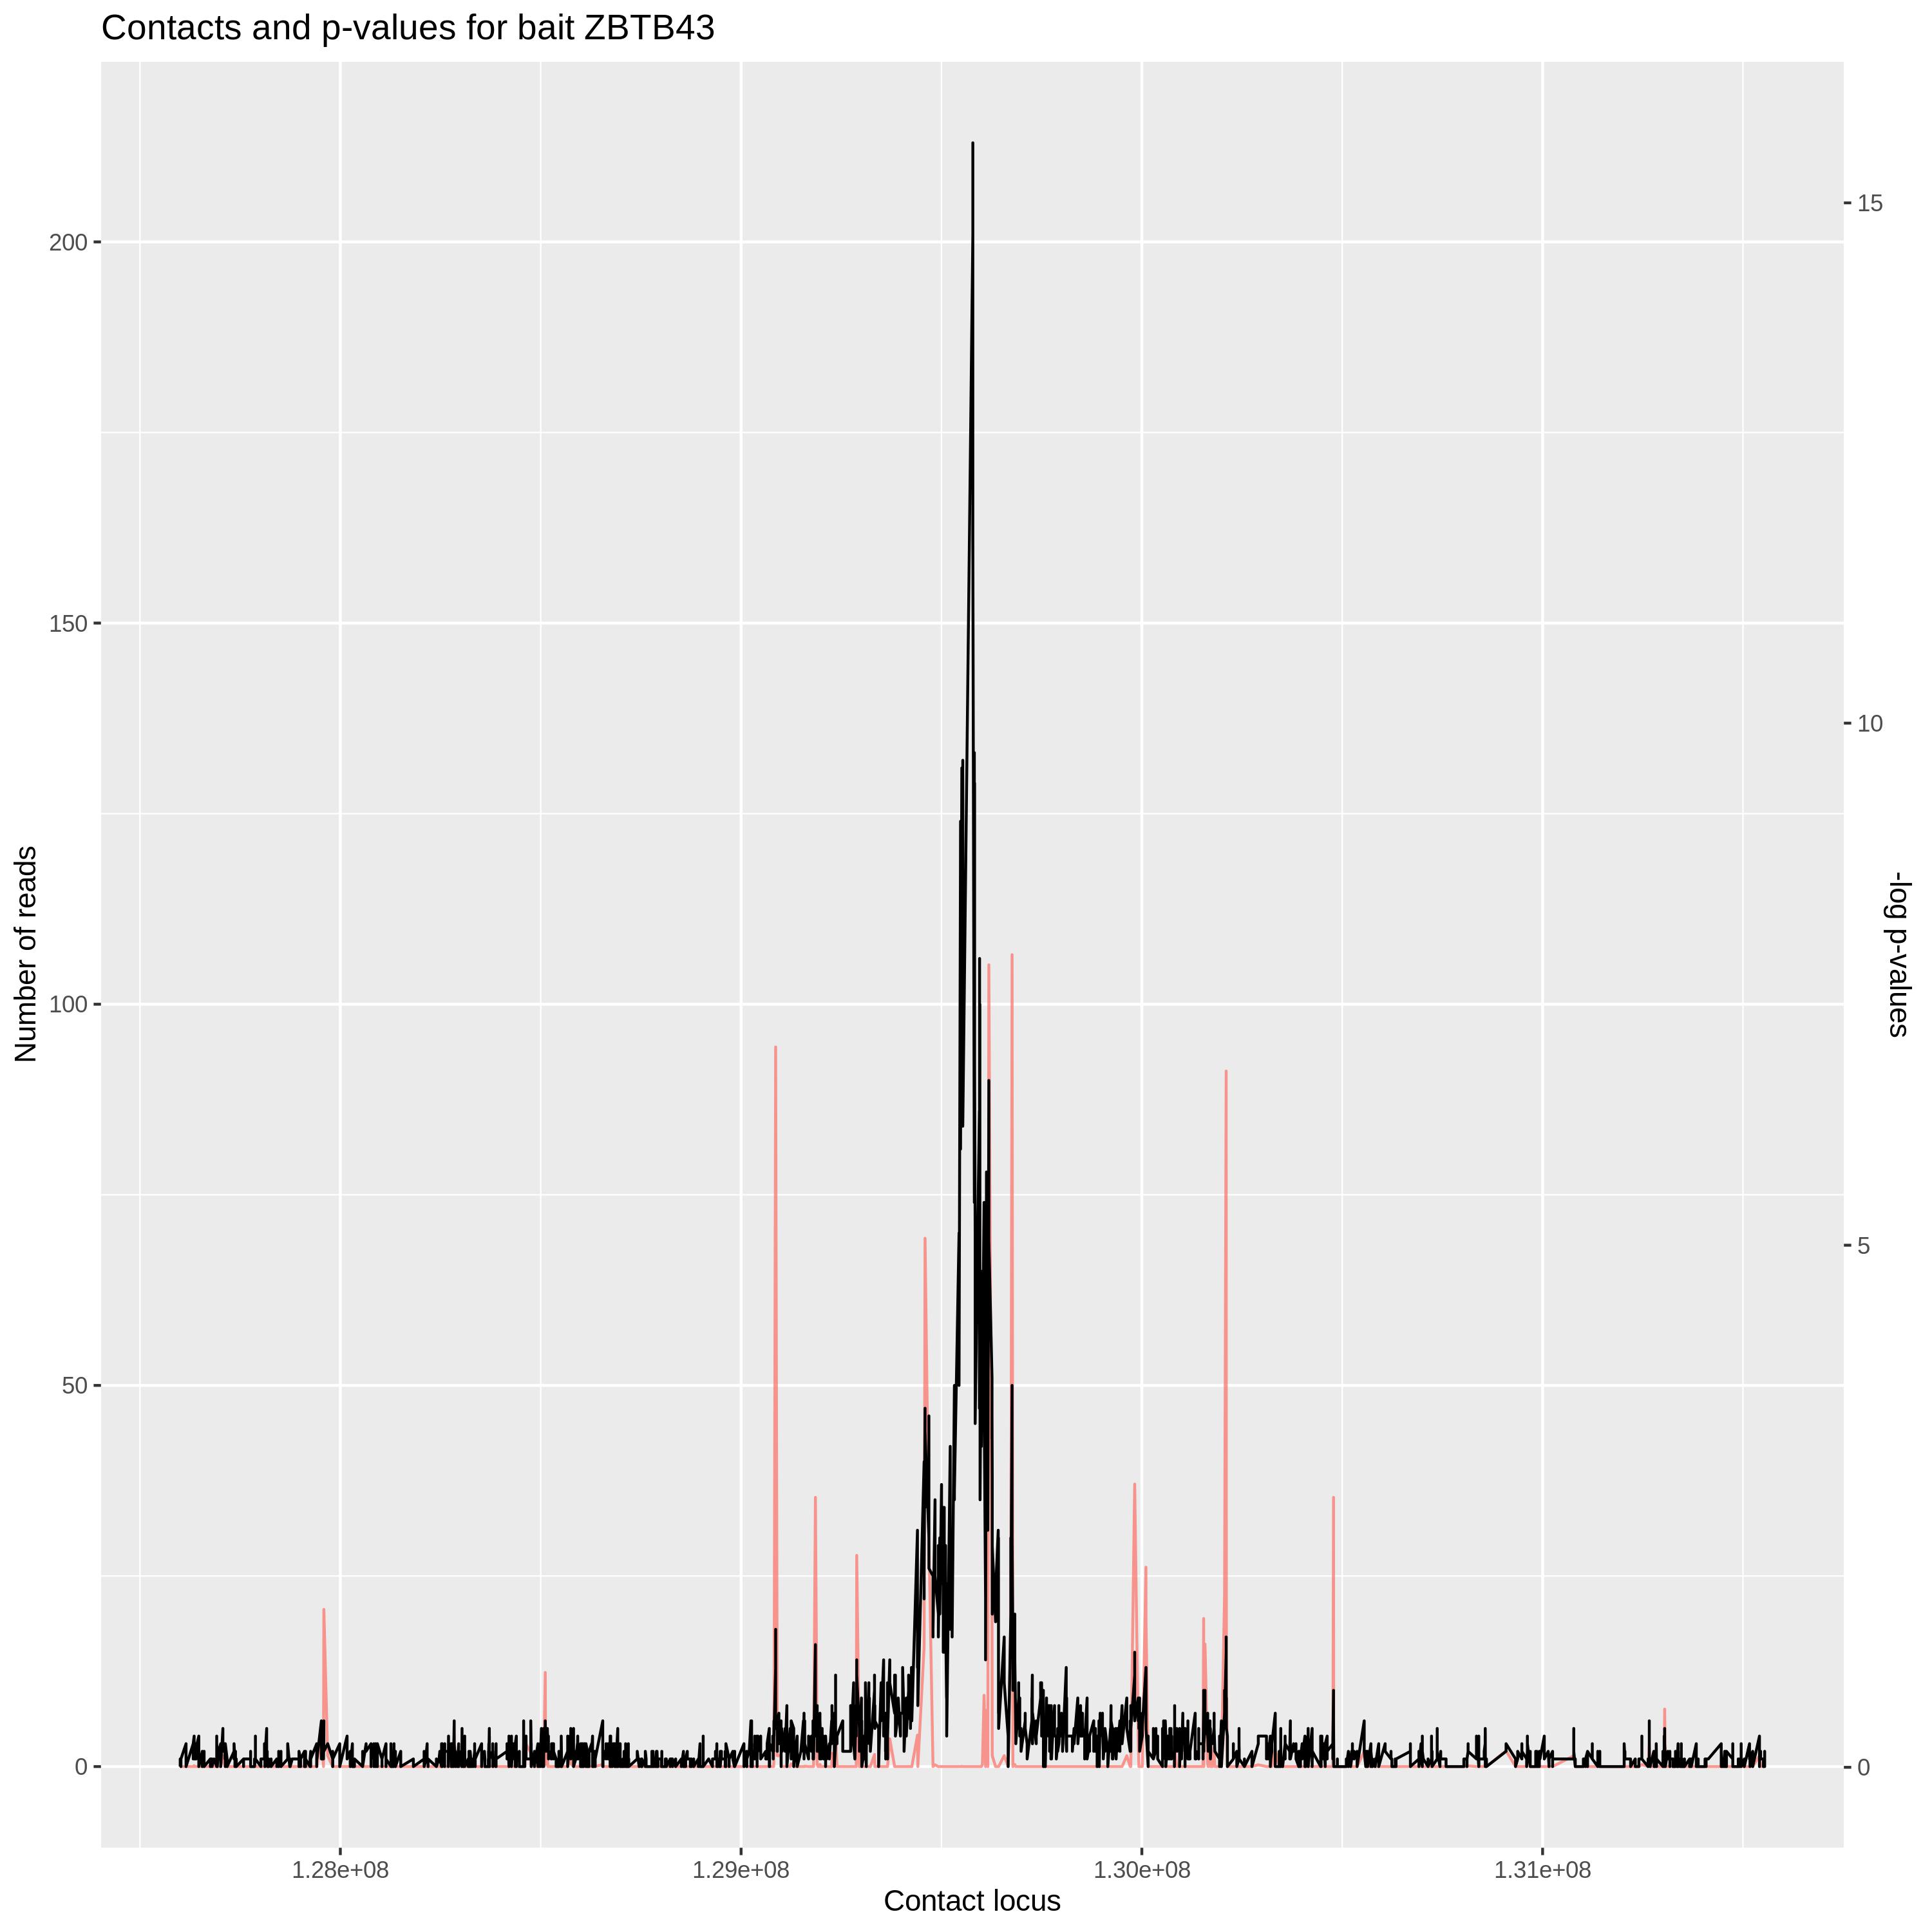 Contacts and p-values for bait ZBTB43
200
150
100
50
0
Number of reads
15
10
5
0
-log p-values
1.28e+08
1.29e+08
1.30e+08
1.31e+08
Contact locus